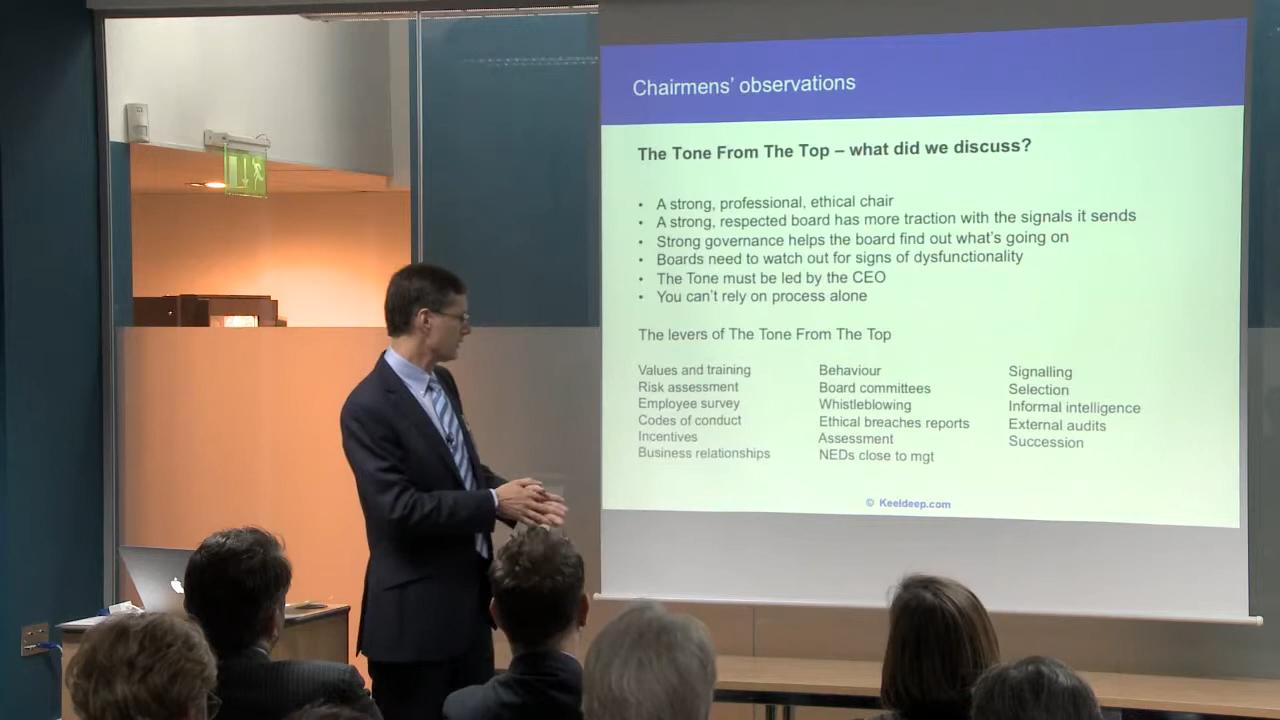 Chairmens' observations
The Tone From The Top – what did we discuss?
• A strong, professional, ethical chair
• A strong, respected board has more traction with the signals it sends
• Strong governance helps the board find out what's going on
• Boards need to watch out for signs of dysfunctionality
• The Tone must be led by the CEO
• You can't rely on process alone
The levers of The Tone From The Top
Values and training
Risk assessment
Employee survey
Codes of conduct
Incentives
Business relationships
Behaviour
Board committees
Whistleblowing
Ethical breaches reports
Assessment
NEDs close to mgt
Signalling
Selection
Informal intelligence
External audits
Succession
© Keeldeep.com